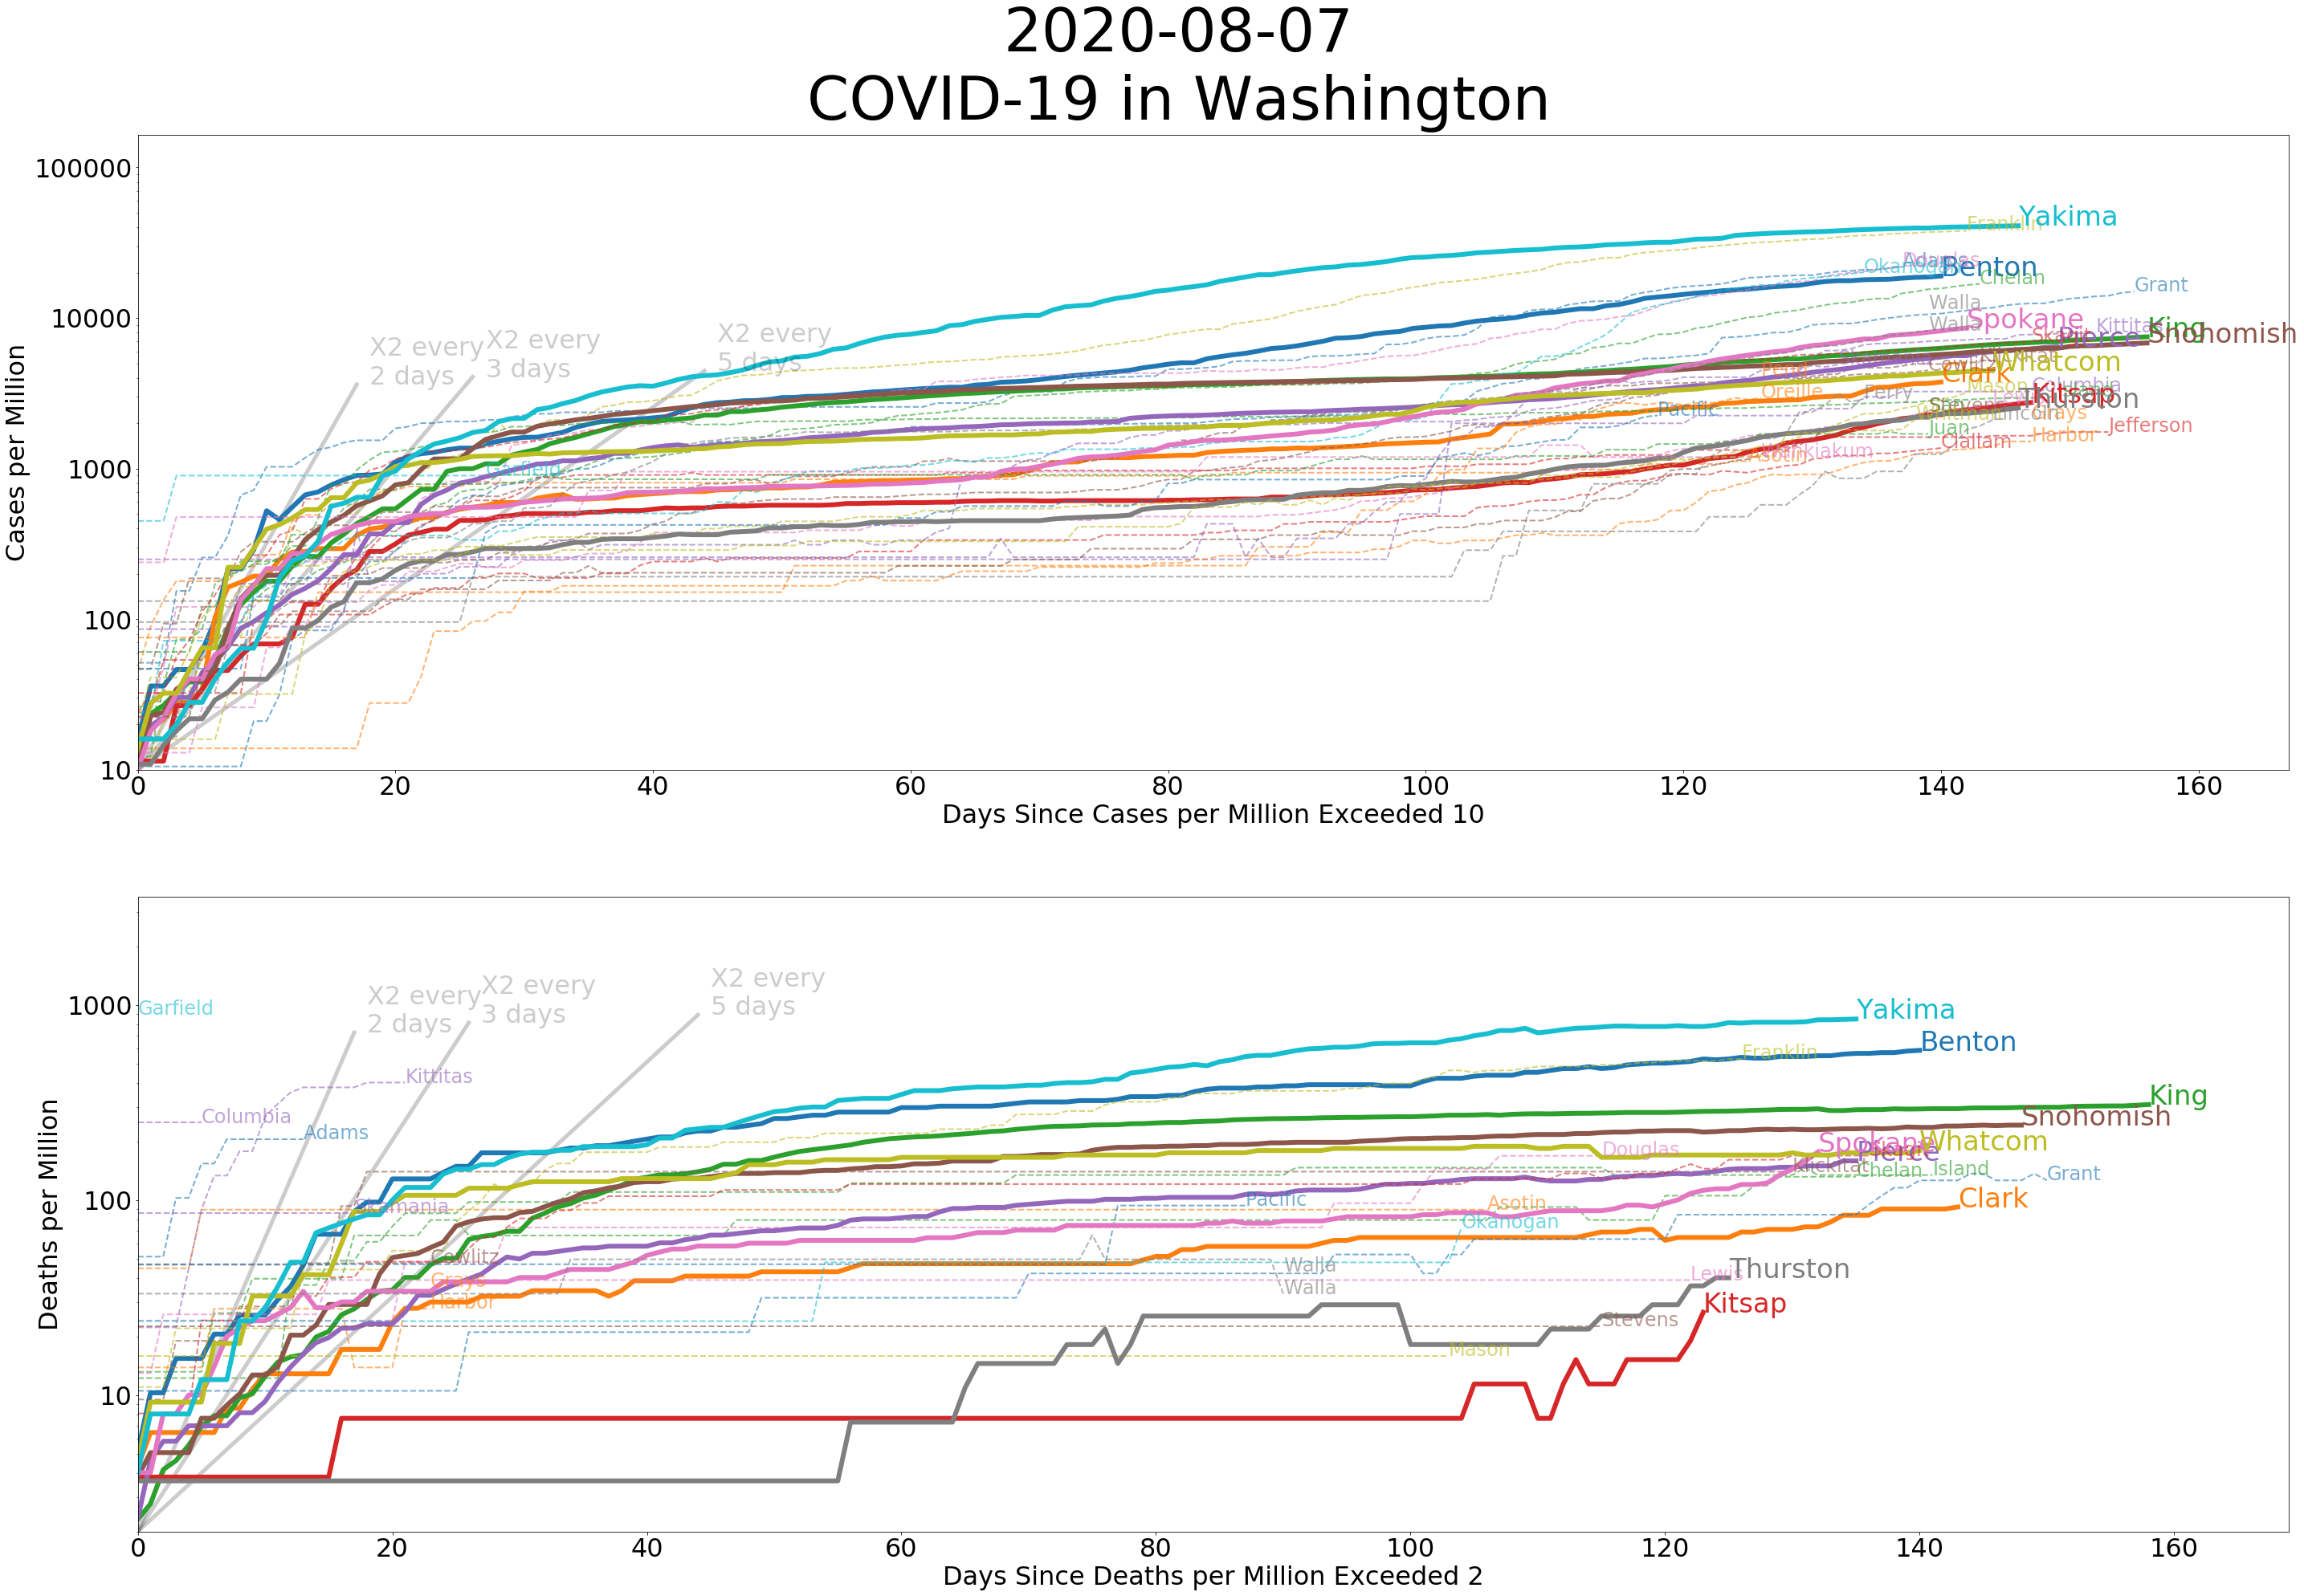 2020-08-07
COVID-19 in Washington
Cases per Million
100000
10000
1000
100
10
X2 every
2 days
X2 every
3 days
X2 every
5 days
Garfield
Yakima
Franklin
Okanogan
Adams
Benton
Chelan
Grant
Walla
Walla
Spokane
King
Snohomish
Pierce
Skagit
Kittitas
Whatcom
Clark
Oreille
Pacific
Ferry
Mason
Columbia
Kitsap
Thurston
Stevens
Lincoln
Grays
Harbor
Juan
Jefferson
Clallam
Asotin
Wahkiakum
0
20
40
60
80
100
120
140
160
Days Since Cases per Million Exceeded 10
Deaths per Million
1000
100
10
X2 every
2 days
X2 every
3 days
X2 every
5 days
Garfield
Kittitas
Columbia
Adams
Skamania
Cowlitz
Grays
Harbor
Yakima
Benton
Franklin
King
Snohomish
Douglas
Spokane
Whatcom
Pierce
Klickitat
Chelan
Island
Grant
Pacific
Asotin
Clark
Okanogan
Walla
Walla
Lewis
Thurston
Kitsap
Stevens
Mason
0
20
40
60
80
100
120
140
160
Days Since Deaths per Million Exceeded 2